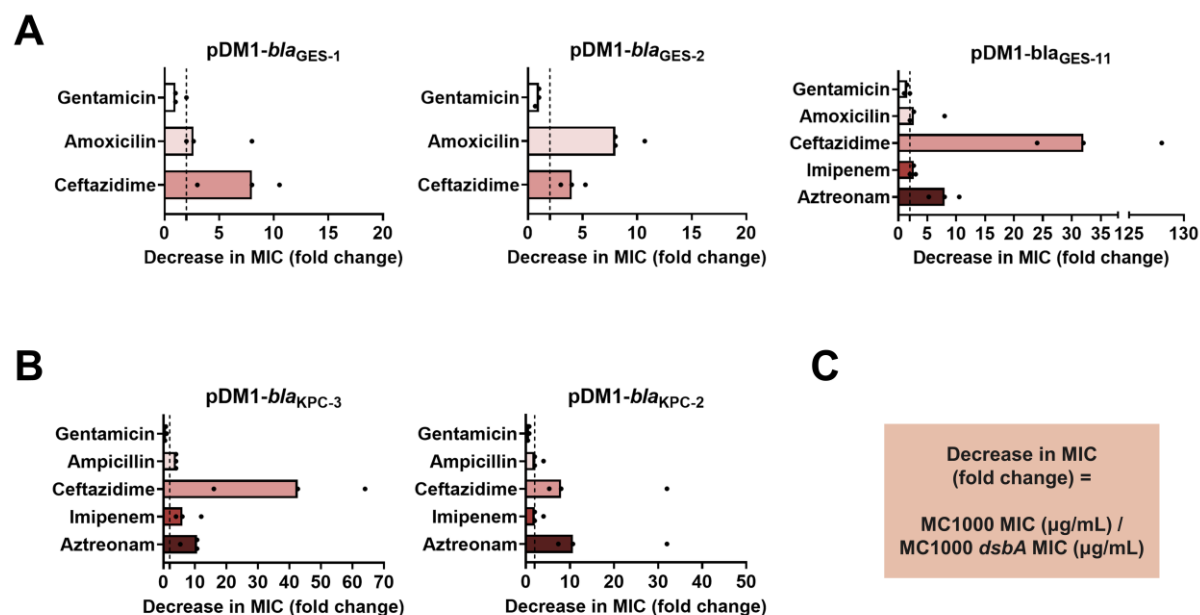 A
pDM1-blaGES-1
Gentamicin
Amoxicilin
Ceftazidime
0 5 10 15 20
Decrease in MIC (fold change)
pDM1-blaGES-2
Gentamicin
Amoxicilin
Ceftazidime
0 5 10 15 20
Decrease in MIC (fold change)
pDM1-blaGES-11
Gentamicin
Amoxicilin
Ceftazidime
Imipenem
Aztreonam
0 5 10 15 20 25 30 35 125 130
Decrease in MIC (fold change)
B
pDM1-blaKPC-3
Gentamicin
Ampicillin
Ceftazidime
Imipenem
Aztreonam
0 10 20 30 40 50 60 70
Decrease in MIC (fold change)
pDM1-blaKPC-2
Gentamicin
Ampicillin
Ceftazidime
Imipenem
Aztreonam
0 10 20 30 40 50
Decrease in MIC (fold change)
C
Decrease in MIC
(fold change) =
MC1000 MIC (µg/mL) /
MC1000 dsbA MIC (µg/mL)